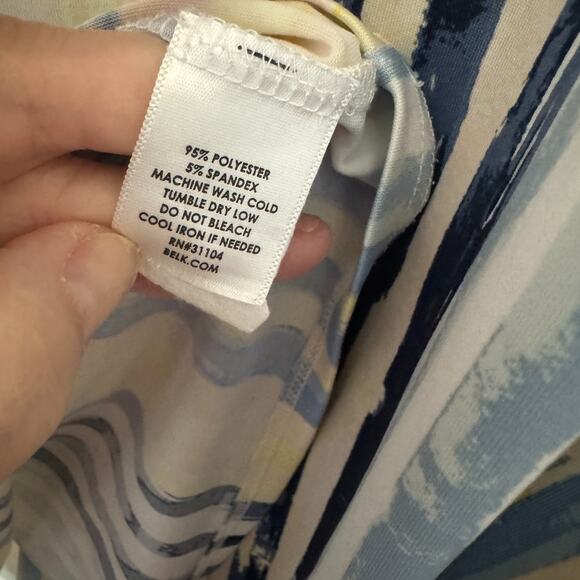 95% POLYESTER
5% SPANDEX
MACHINE WASH COLD
TUMBLE DRY LOW
DO NOT BLEACH
COOL IRON IF NEEDED
RN#31104
BELK.COM